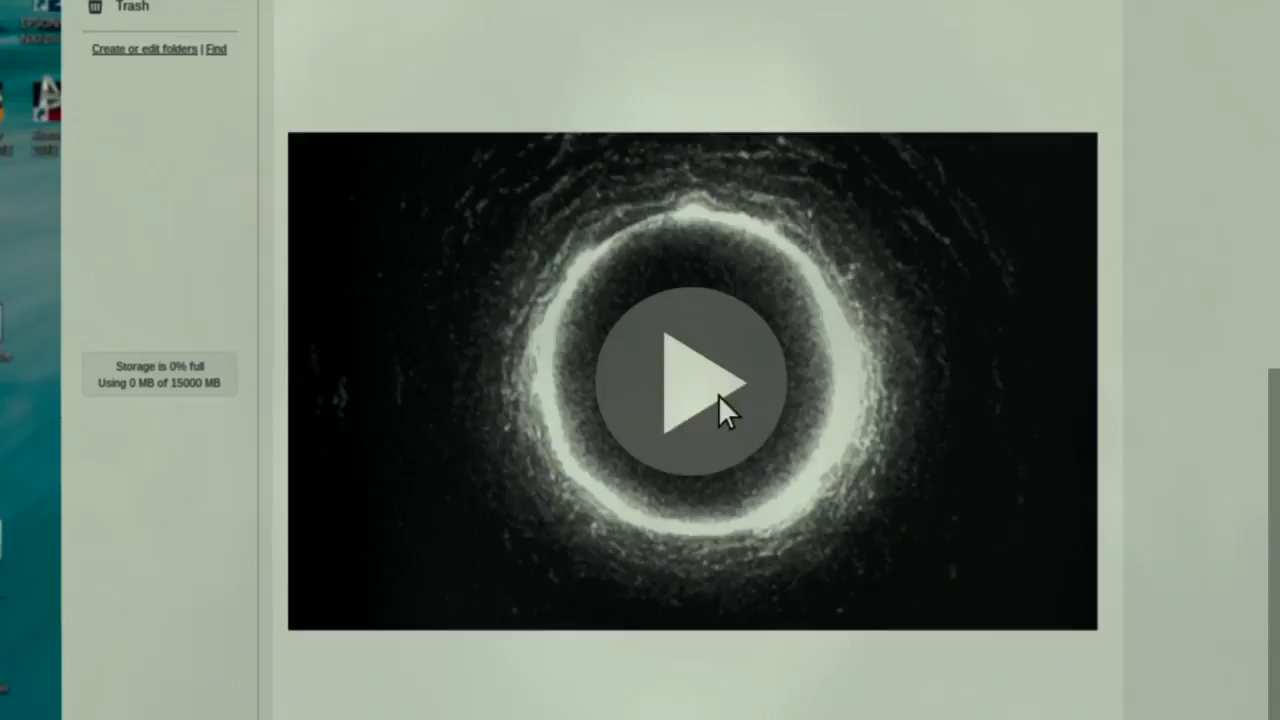 Trash
Create or edit folders | Find
Storage is 0% full
Using 0 MB of 15000 MB